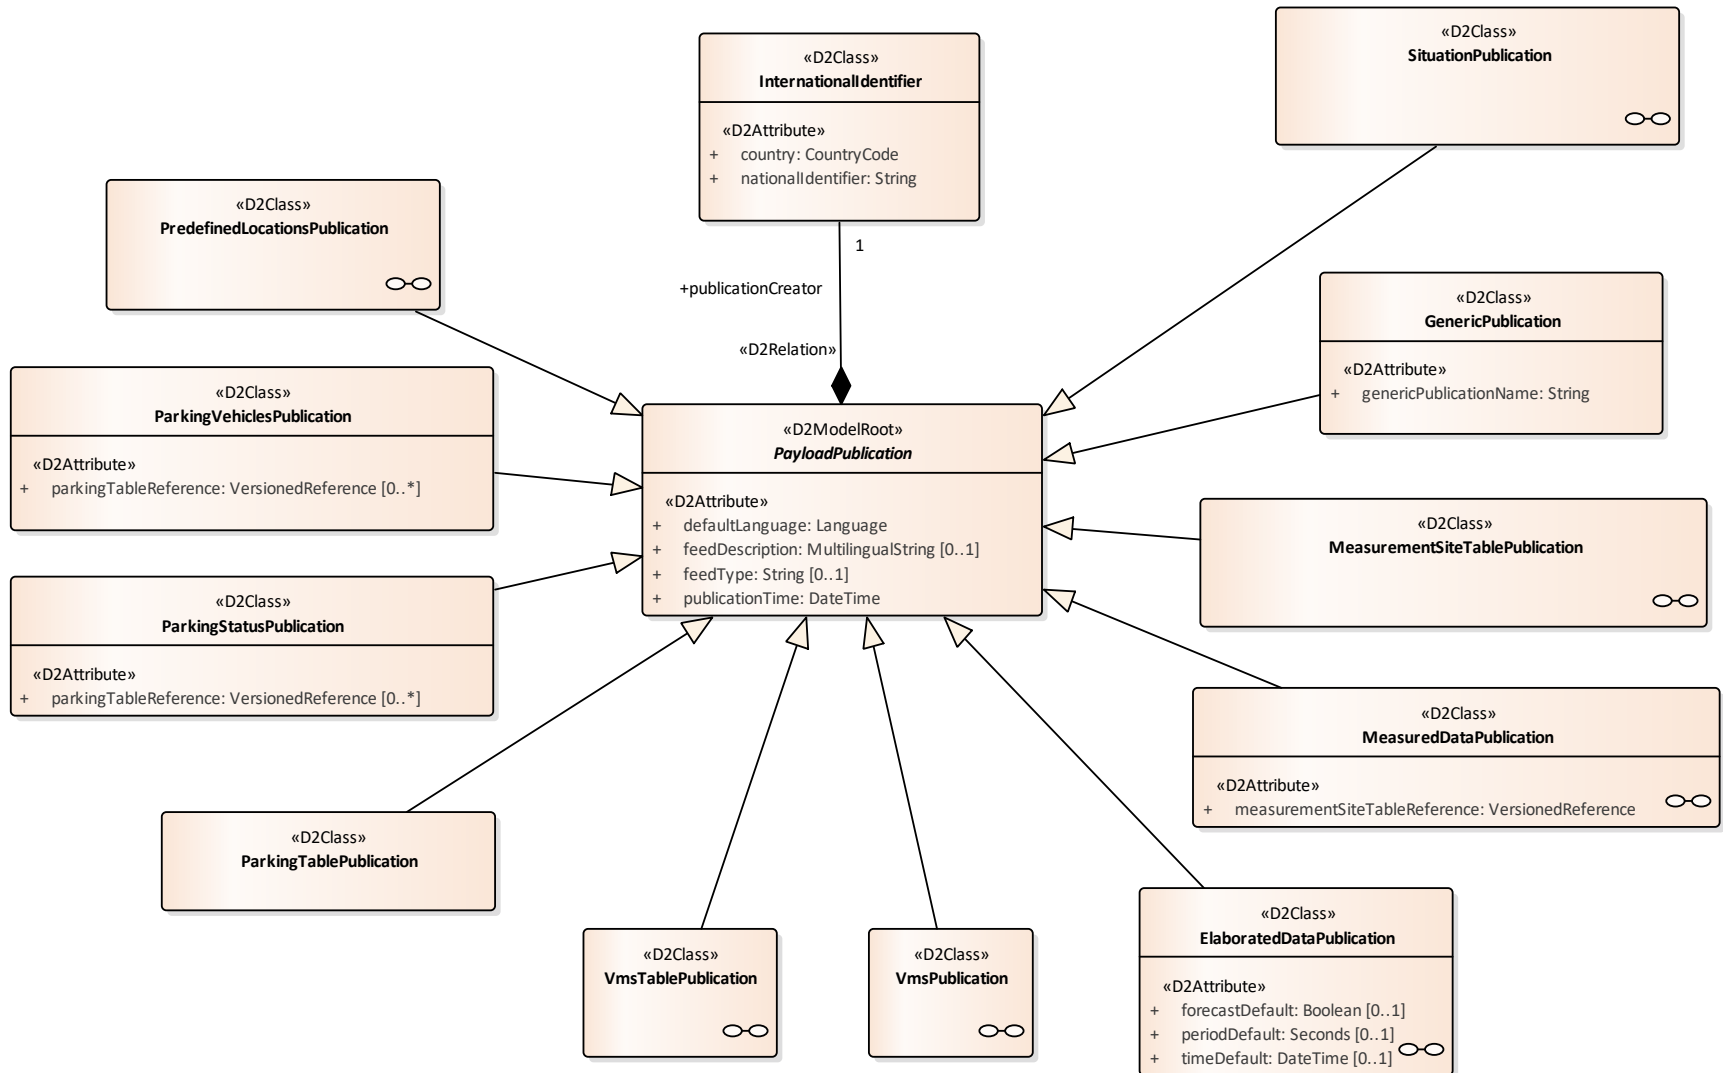 «D2Class»
SituationPublication
«D2Class»
InternationalIdentifier
«D2Attribute»
+ country: CountryCode
+ nationalIdentifier: String
«D2Class»
PredefinedLocationsPublication
1
+publicationCreator
«D2Relation»
«D2Class»
GenericPublication
«D2Attribute»
+ genericPublicationName: String
«D2Class»
ParkingVehiclesPublication
«D2Attribute»
+ parkingTableReference: VersionedReference [0..*]
«D2ModelRoot»
PayloadPublication
«D2Attribute»
+ defaultLanguage: Language
+ feedDescription: MultilingualString [0..1]
+ feedType: String [0..1]
+ publicationTime: DateTime
«D2Class»
MeasurementSiteTablePublication
«D2Class»
ParkingStatusPublication
«D2Attribute»
+ parkingTableReference: VersionedReference [0..*]
«D2Class»
MeasuredDataPublication
«D2Attribute»
+ measurementSiteTableReference: VersionedReference
«D2Class»
ParkingTablePublication
«D2Class»
VmsTablePublication
«D2Class»
VmsPublication
«D2Class»
ElaboratedDataPublication
«D2Attribute»
+ forecastDefault: Boolean [0..1]
+ periodDefault: Seconds [0..1]
+ timeDefault: DateTime [0..1]